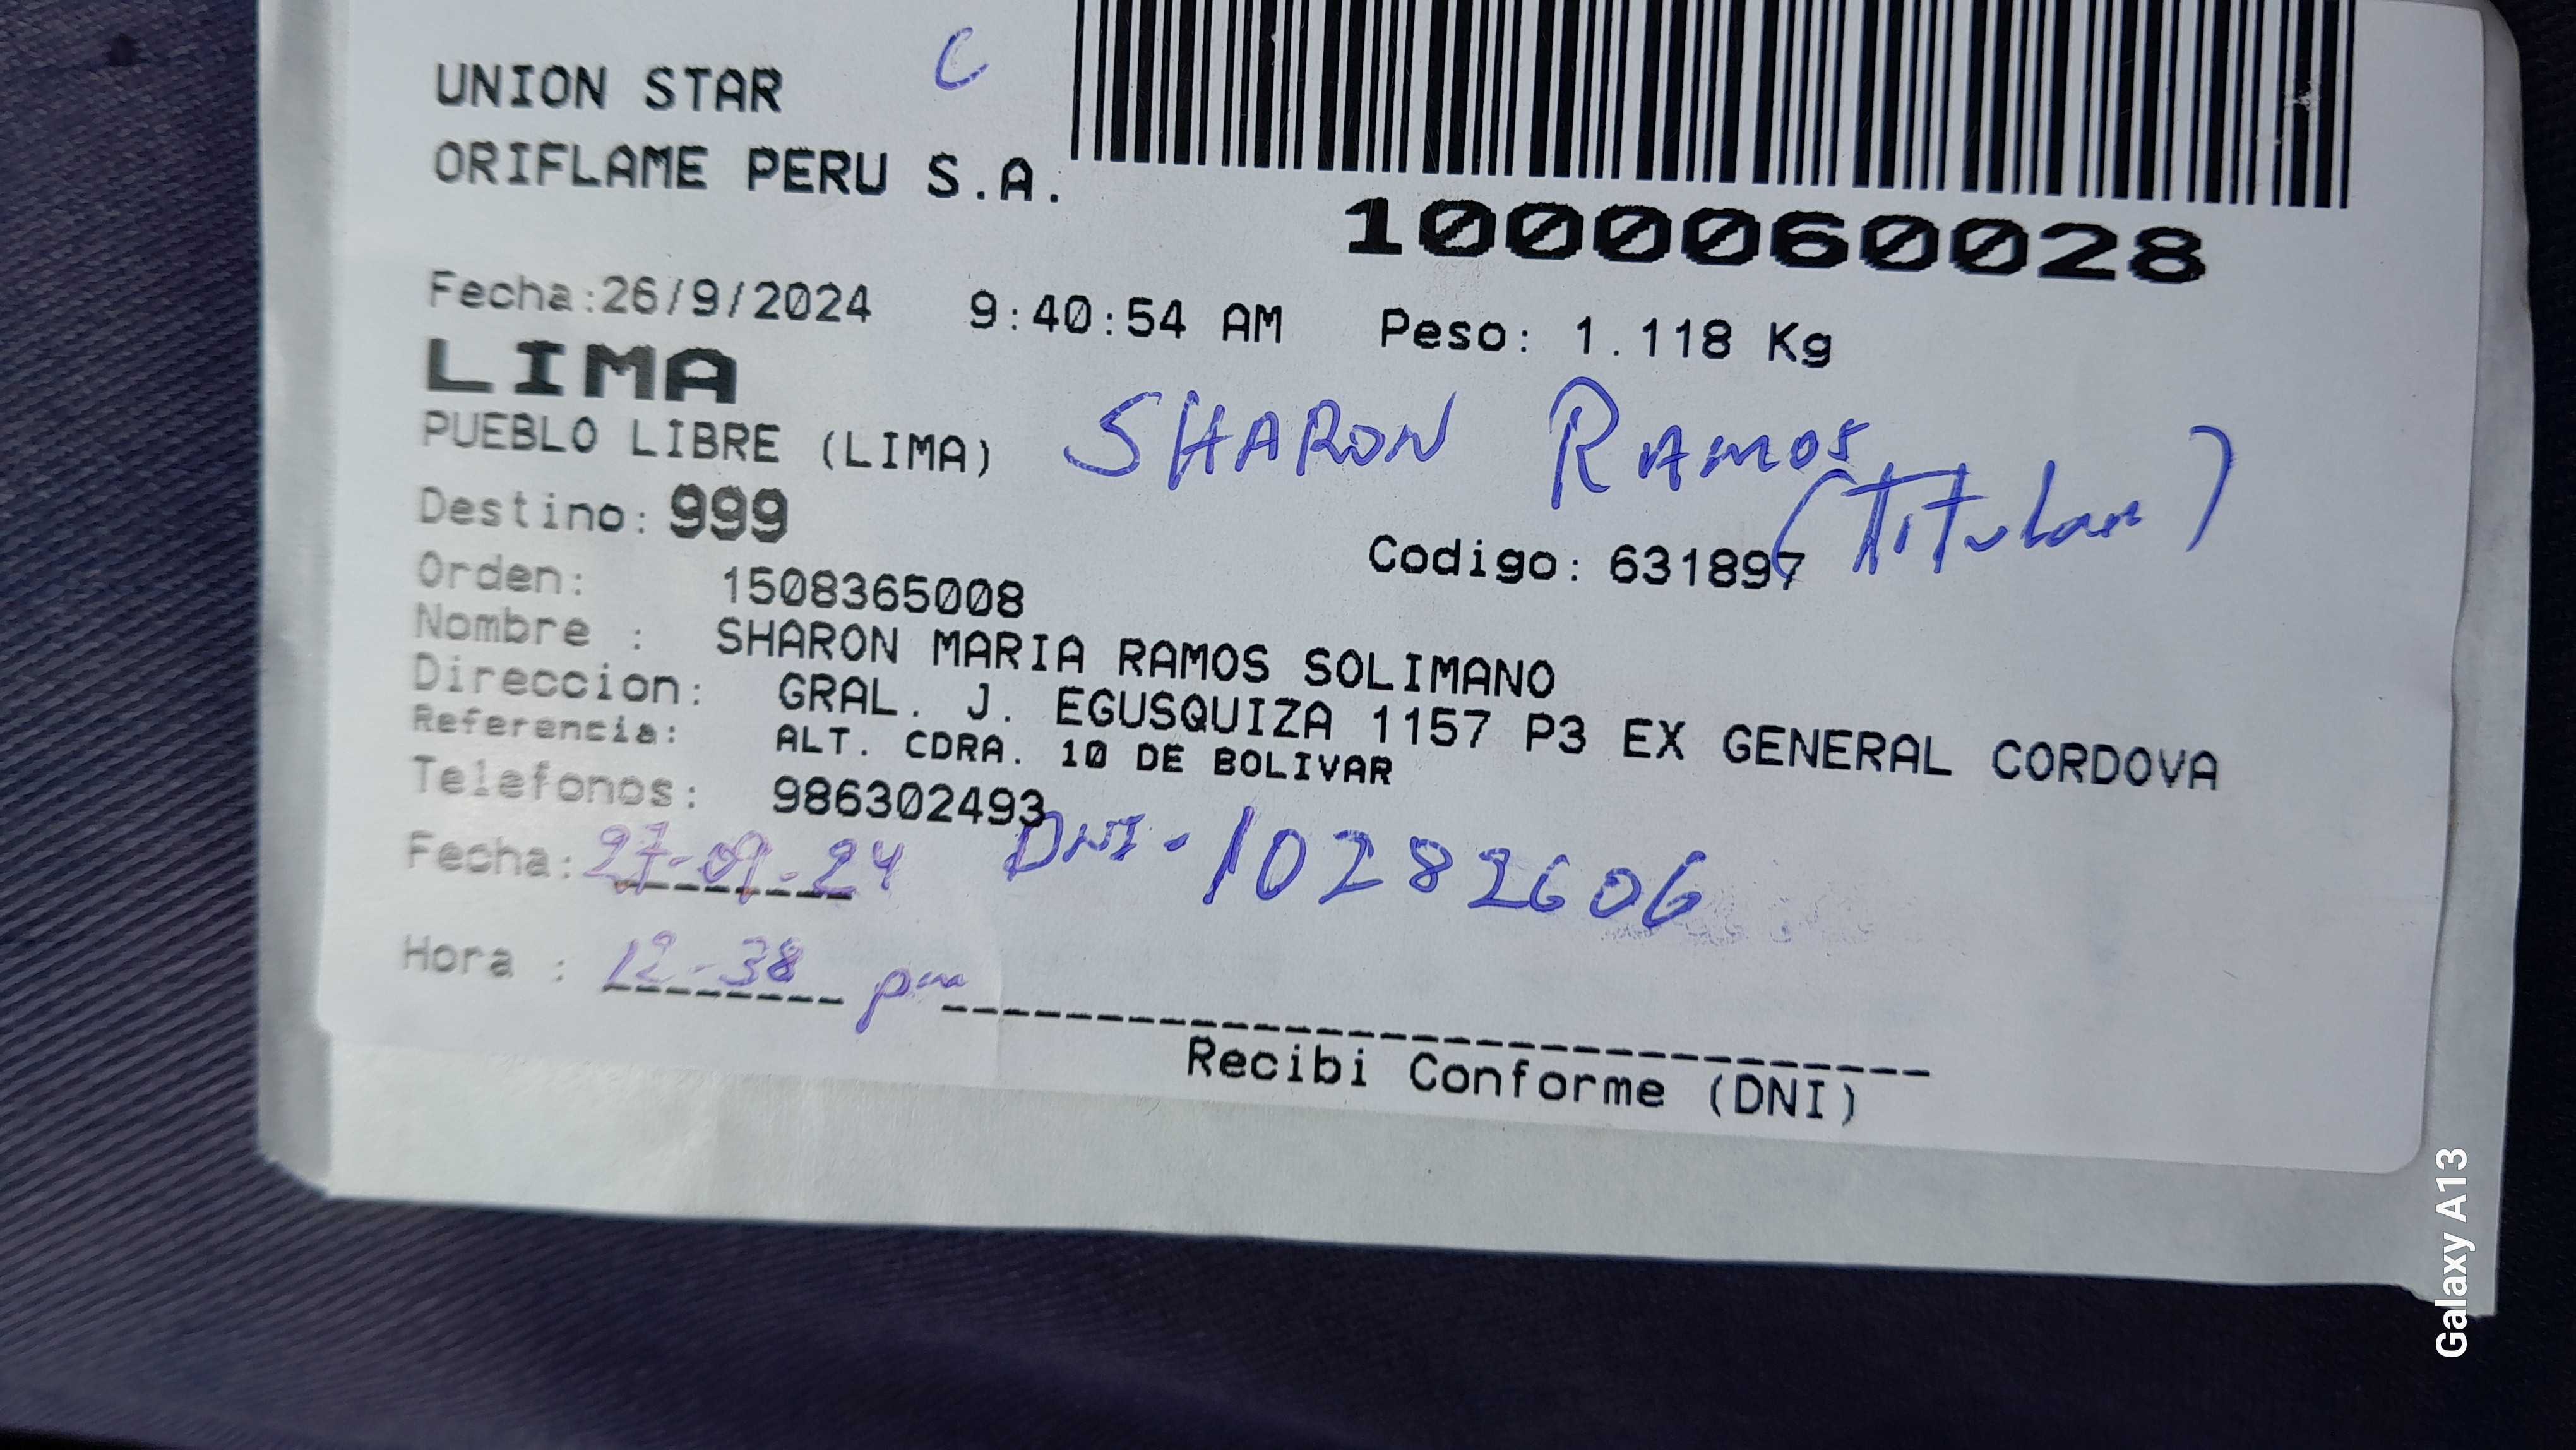 C
UNION STAR
ORIFLAME PERU S.A.
1000060028
Fecha:26/9/2024 9:40:54 AM Peso: 1.118 Kg
LIMA
PUEBLO LIBRE (LIMA) SHARON RAMOS
(Titular)
Destino: 999
Codigo: 631897
Orden: 1508365008
Nombre : SHARON MARIA RAMOS SOLIMANO
Direccion: GRAL. J. EGUSQUIZA 1157 P3 EX GENERAL CORDOVA
Referencia: ALT. CDRA. 10 DE BOLIVAR
Telefonos: 986302493
Fecha: 27-09-24 DNI-10282606
Hora : 12-38 pm
Recibi Conforme (DNI)
Galaxy A13